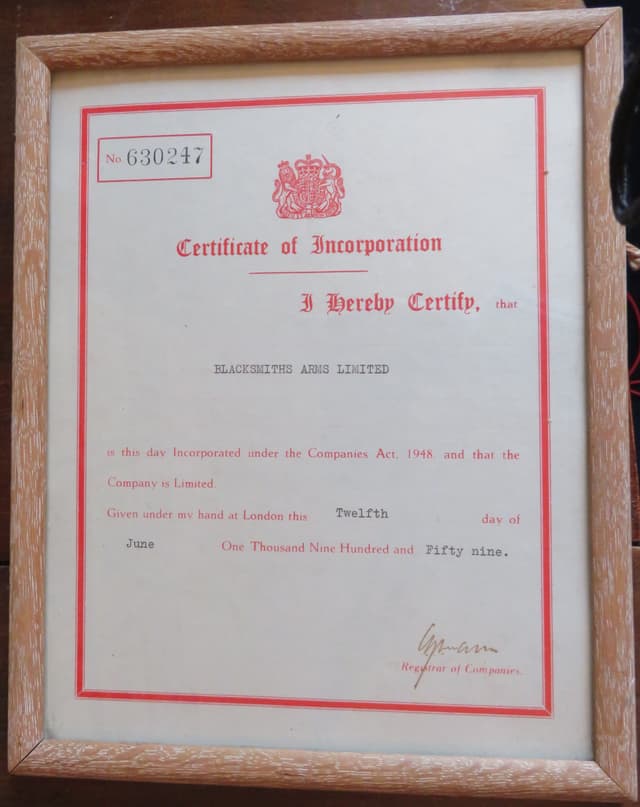 No. 630247
Certificate of Incorporation
I Hereby Certify, that
BLACKSMITHS ARMS LIMITED
is this day Incorporated under the Companies Act, 1948, and that the
Company is Limited.
Given under my hand at London this Twelfth day of
June One Thousand Nine Hundred and Fifty nine.
Registrar of Companies.